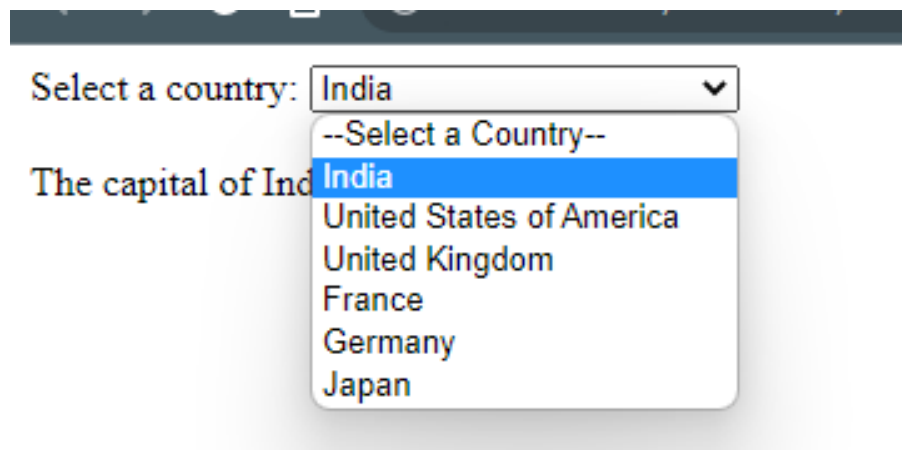 Select a country: India
--Select a Country--
The capital of Ind
India
United States of America
United Kingdom
France
Germany
Japan